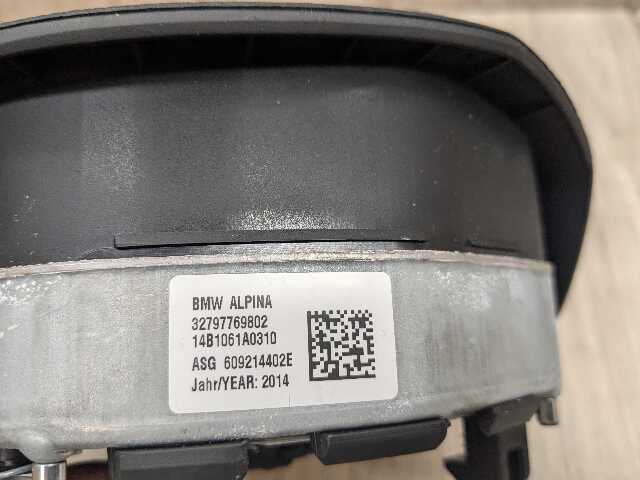 BMW ALPINA
32797769802
14B1061A0310
ASG 609214402E
Jahr/YEAR: 2014